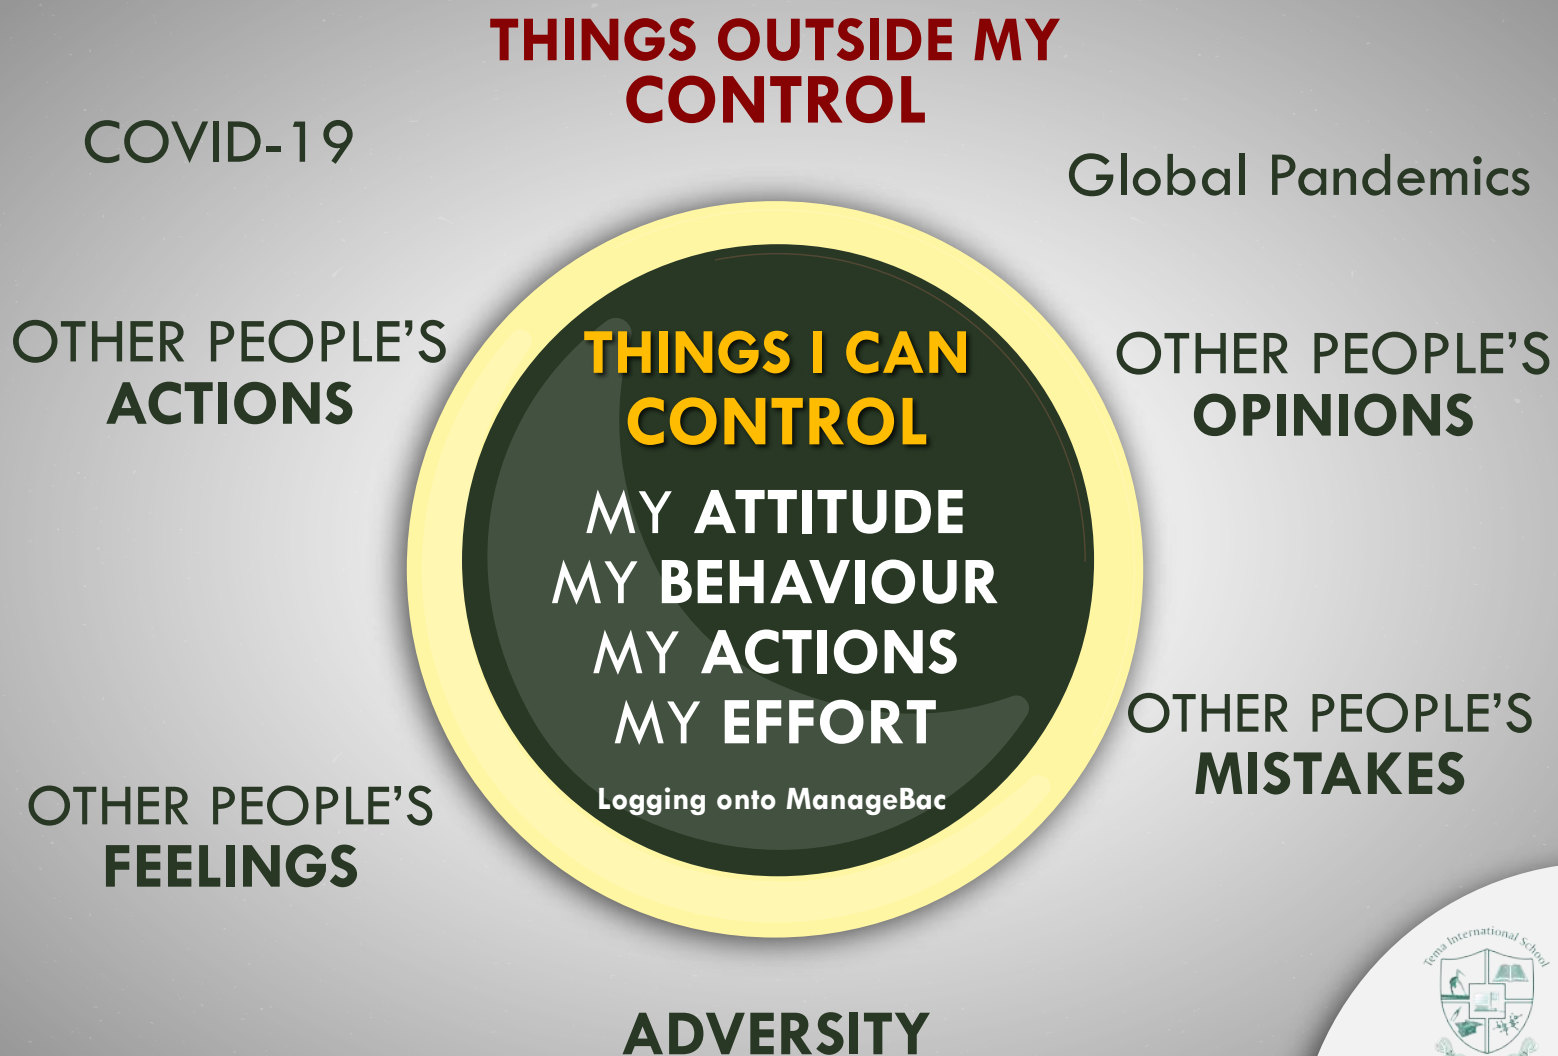 THINGS OUTSIDE MY
CONTROL
COVID-19
Global Pandemics
OTHER PEOPLE'S
ACTIONS
THINGS I CAN
CONTROL
MY ATTITUDE
MY BEHAVIOUR
MY ACTIONS
MY EFFORT
Logging onto ManageBac
OTHER PEOPLE'S
OPINIONS
OTHER PEOPLE'S
MISTAKES
OTHER PEOPLE'S
FEELINGS
ADVERSITY
Tema International School